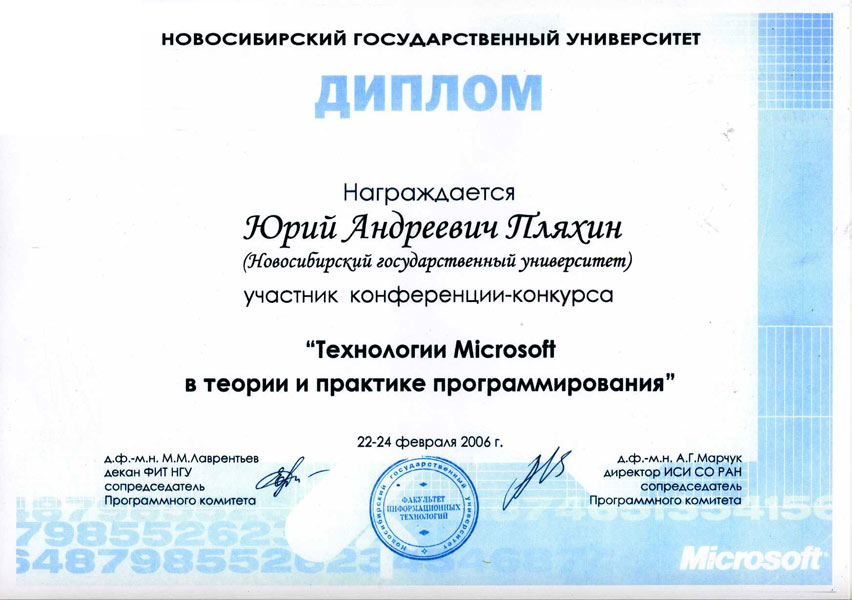 НОВОСИБИРСКИЙ ГОСУДАРСТВЕННЫЙ УНИВЕРСИТЕТ
ДИПЛОМ
Награждается
Юрий Андреевич Пляхин
(Новосибирский государственный университет)
участник конференции-конкурса
“Технологии Microsoft
в теории и практике программирования”
22-24 февраля 2006 г.
д.ф.-м.н. М.М.Лаврентьев
декан ФИТ НГУ
сопредседатель
Программного комитета
д.ф.-м.н. А.Г.Марчук
директор ИСИ СО РАН
сопредседатель
Программного комитета
Новосибирский государственный университет
ФАКУЛЬТЕТ
ИНФОРМАЦИОННЫХ
ТЕХНОЛОГИЙ
Microsoft